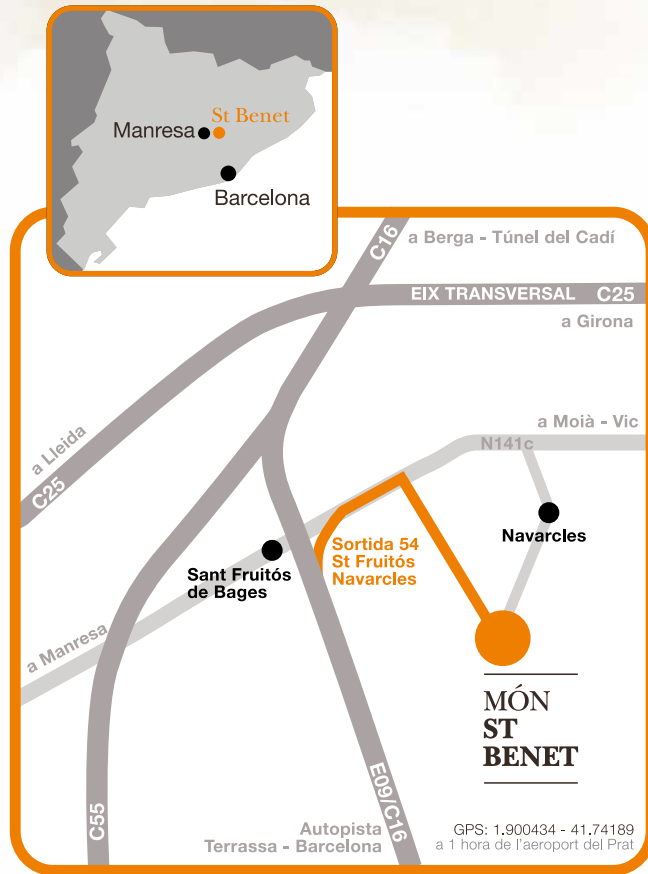 St Benet
Manresa
Barcelona
C16
a Berga - Túnel del Cadí
EIX TRANSVERSAL C25
a Girona
a Lleida
C25
a Moià - Vic
N141c
Navarcles
Sortida 54
St Fruitós
Navarcles
Sant Fruitós
de Bages
a Manresa
MÓN
ST
BENET
C55
E09/C16
Autopista
Terrassa - Barcelona
GPS: 1.900434 - 41.74189
a 1 hora de l'aeroport del Prat